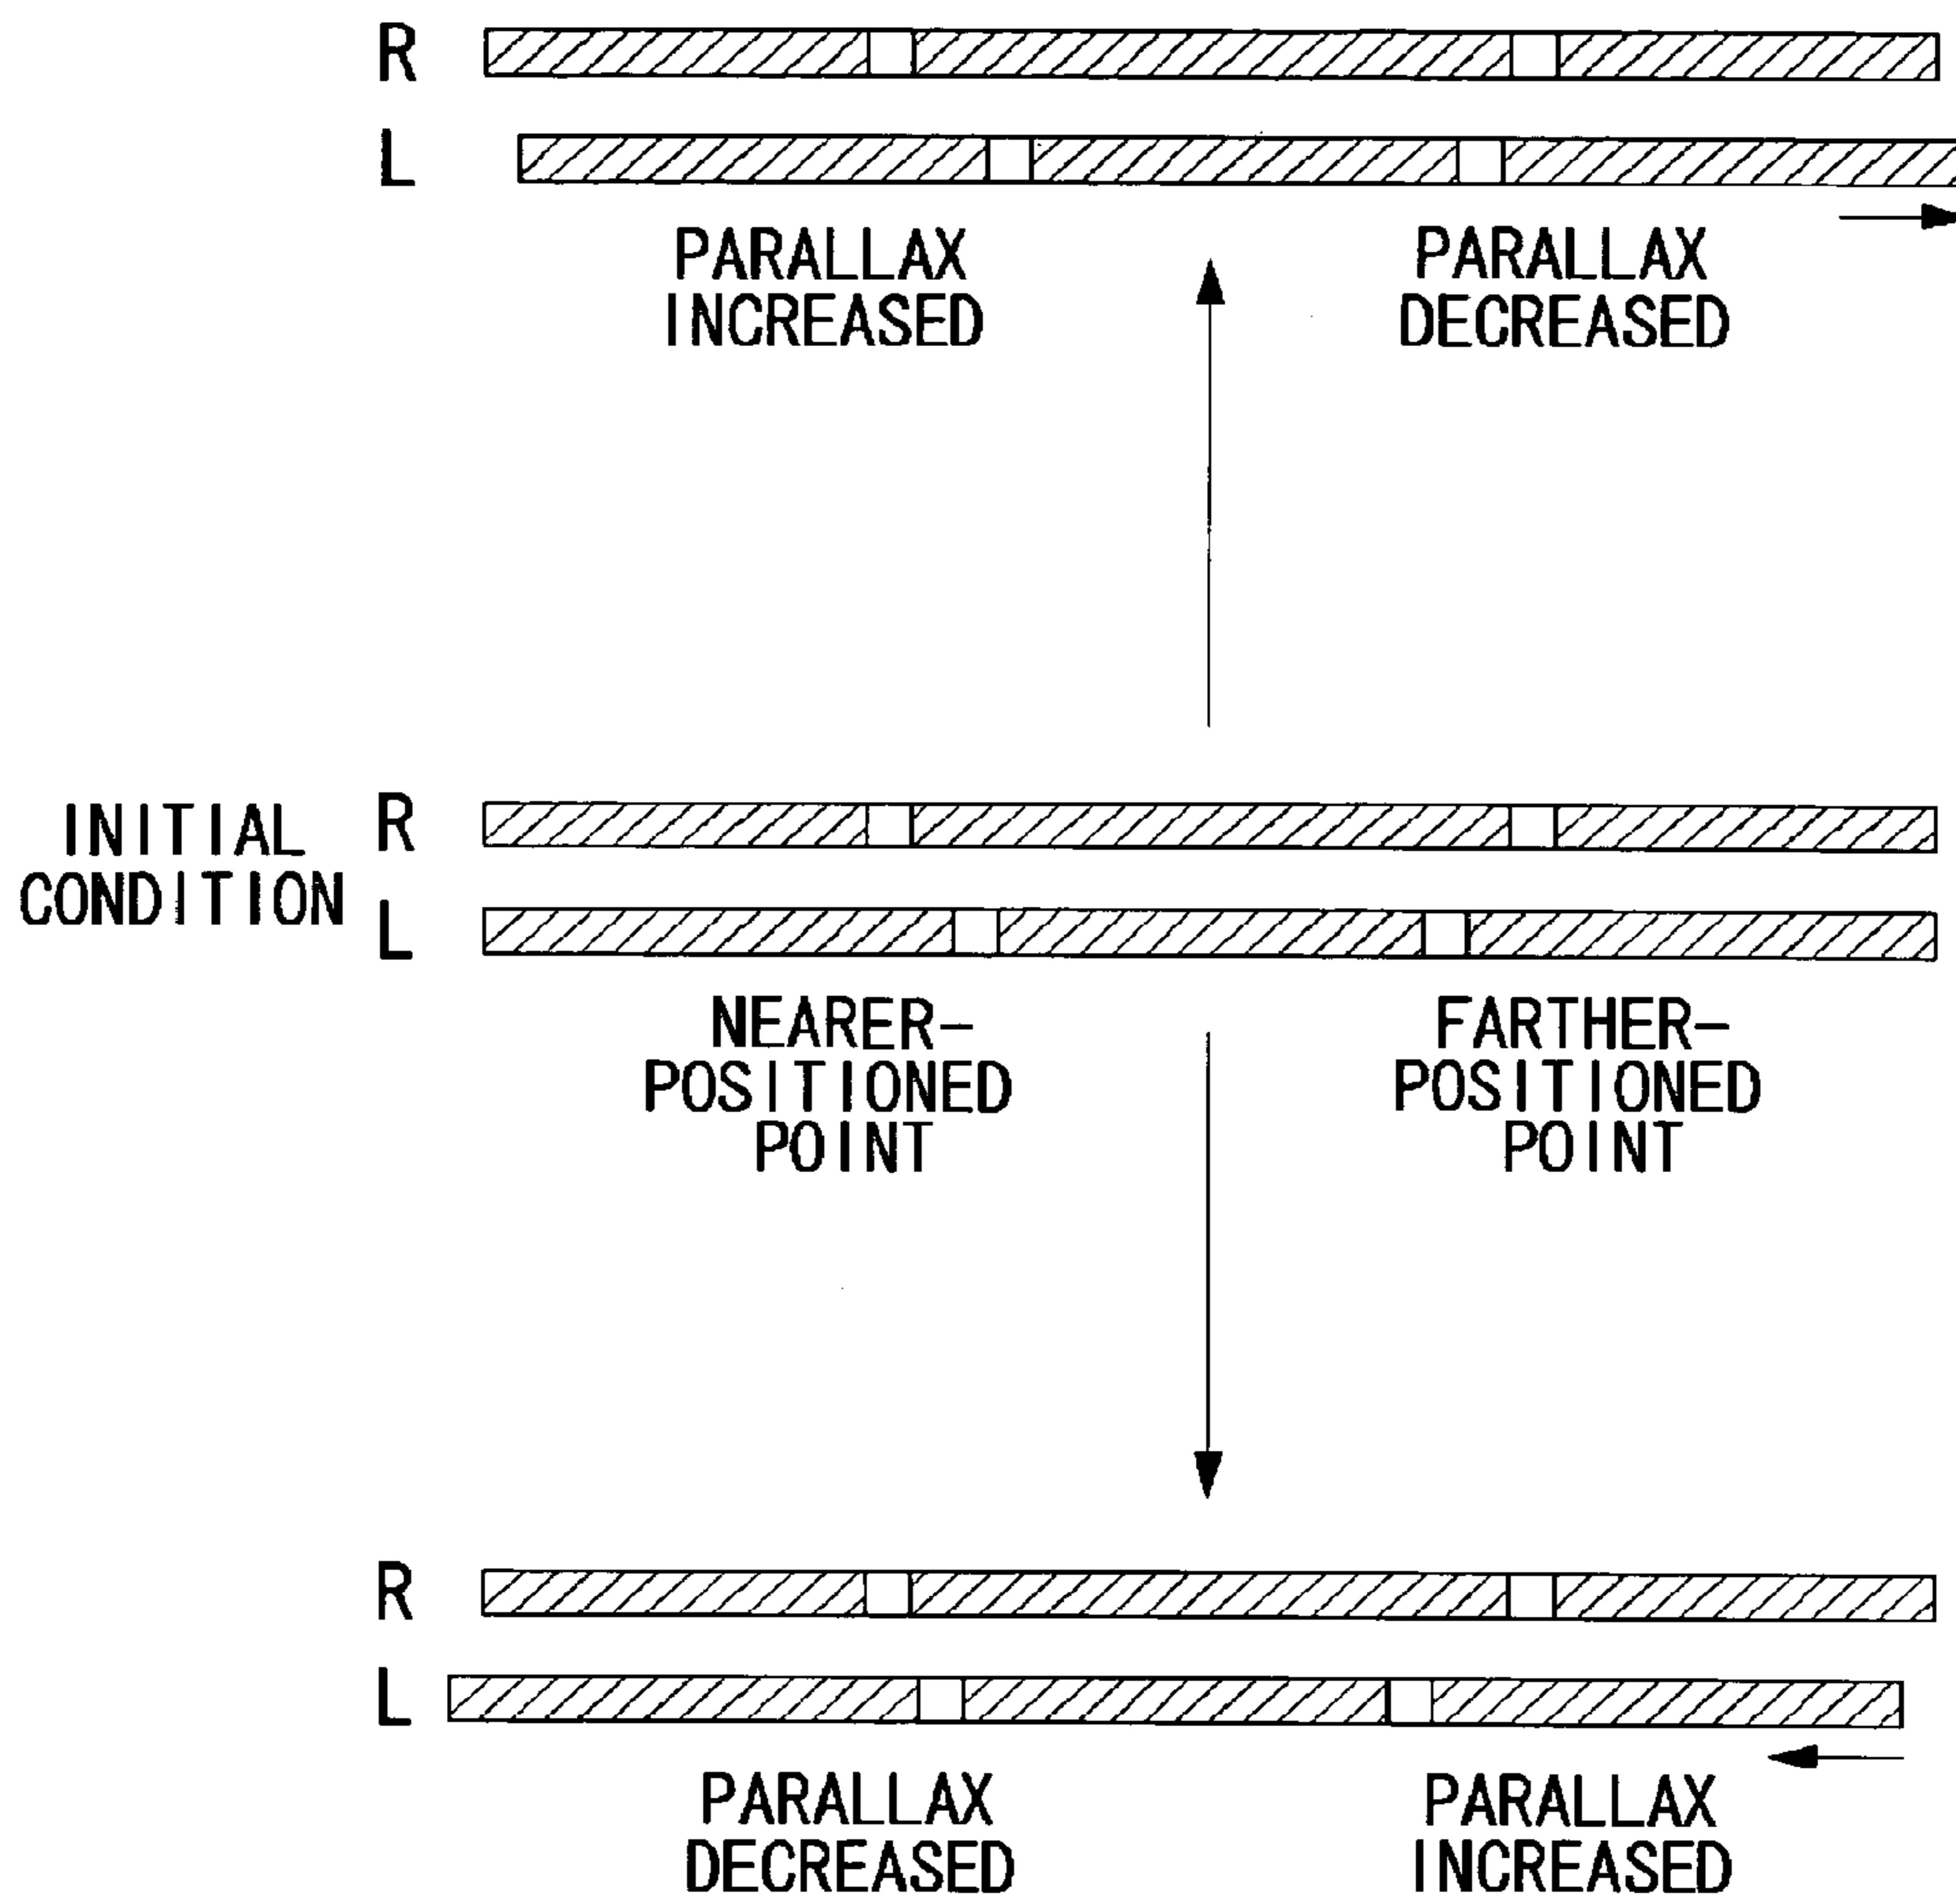 R
L
PARALLAX INCREASED
PARALLAX DECREASED
INITIAL CONDITION
R
L
NEARER-
POSITIONED
POINT
FARTHER-
POSITIONED
POINT
R
L
PARALLAX
DECREASED
PARALLAX
INCREASED